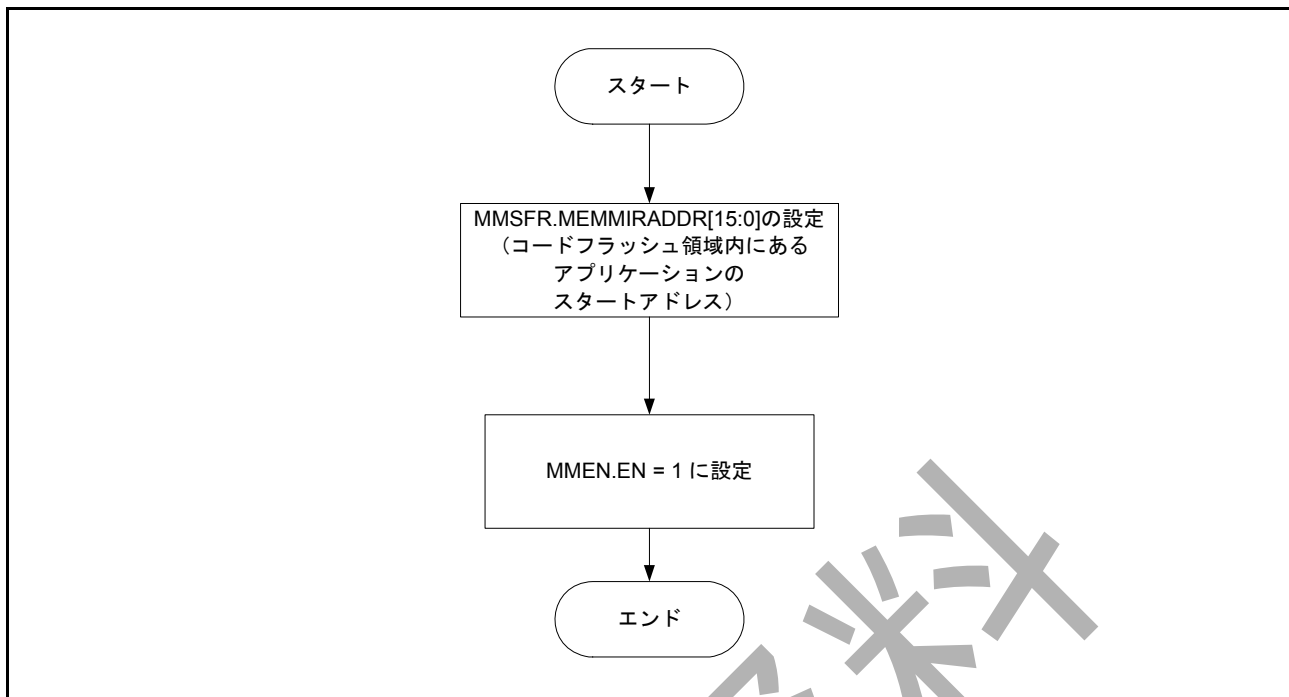 スタート
MMSFR.MEMMIRADDR[15:0]の設定
（コードフラッシュ領域内にある
アプリケーションの
スタートアドレス）
MMEN.EN = 1 に設定
エンド
料